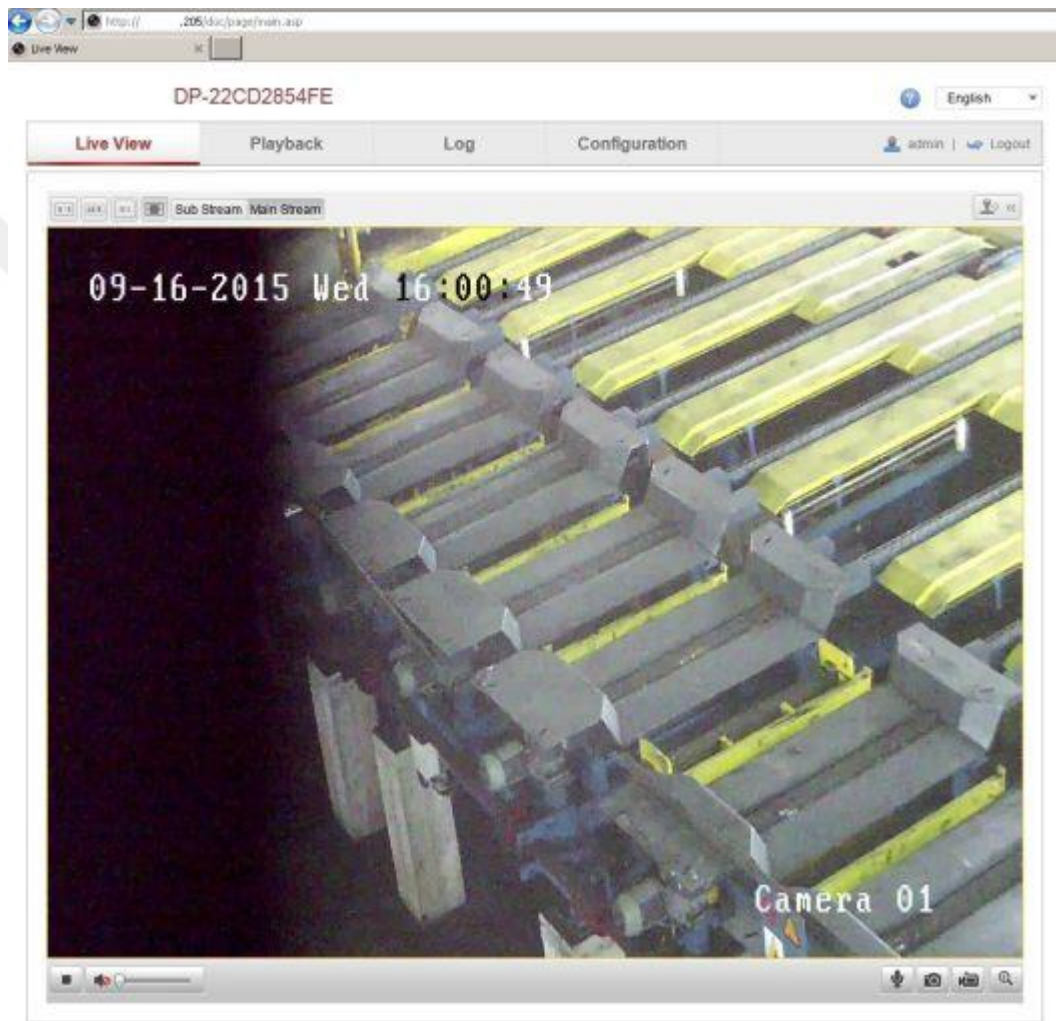 ,205/doc/page/main.asp
Live View
DP-22CD2854FE
English
Live View Playback Log Configuration
admin | Logout
Sub Stream Main Stream
09-16-2015 Wed 16:00:49
Camera 01